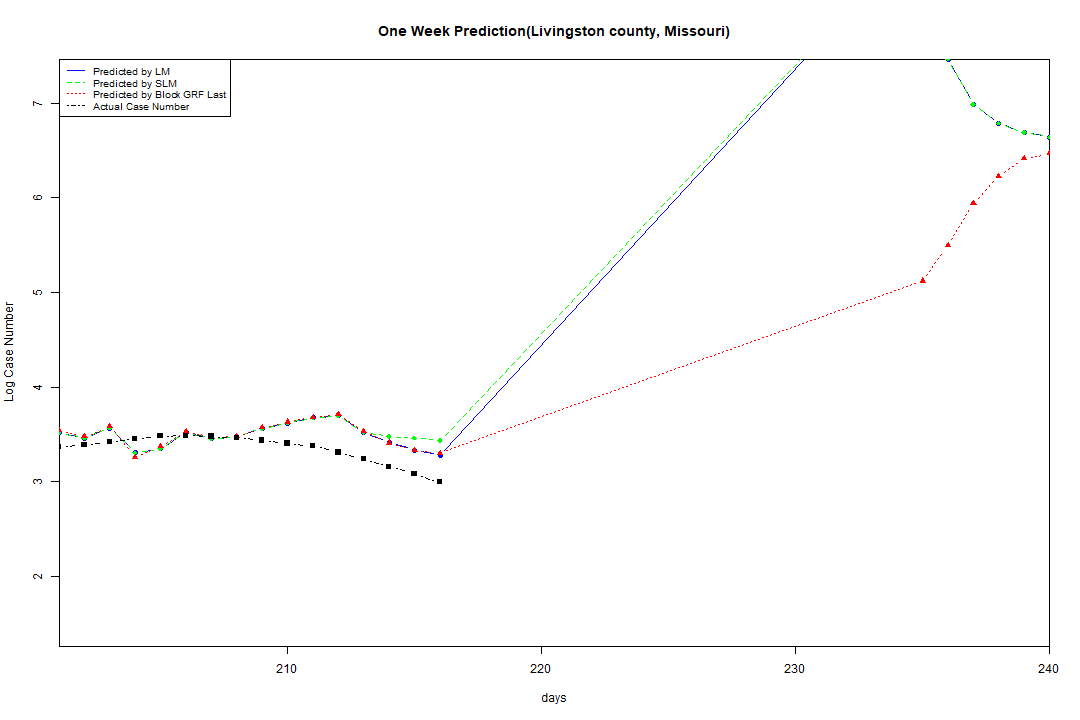 One Week Prediction(Livingston county, Missouri)
Predicted by LM
Predicted by SLM
Predicted by Block GRF Last
Actual Case Number
7
6
5
4
3
2
Log Case Number
210 220 230 240
days